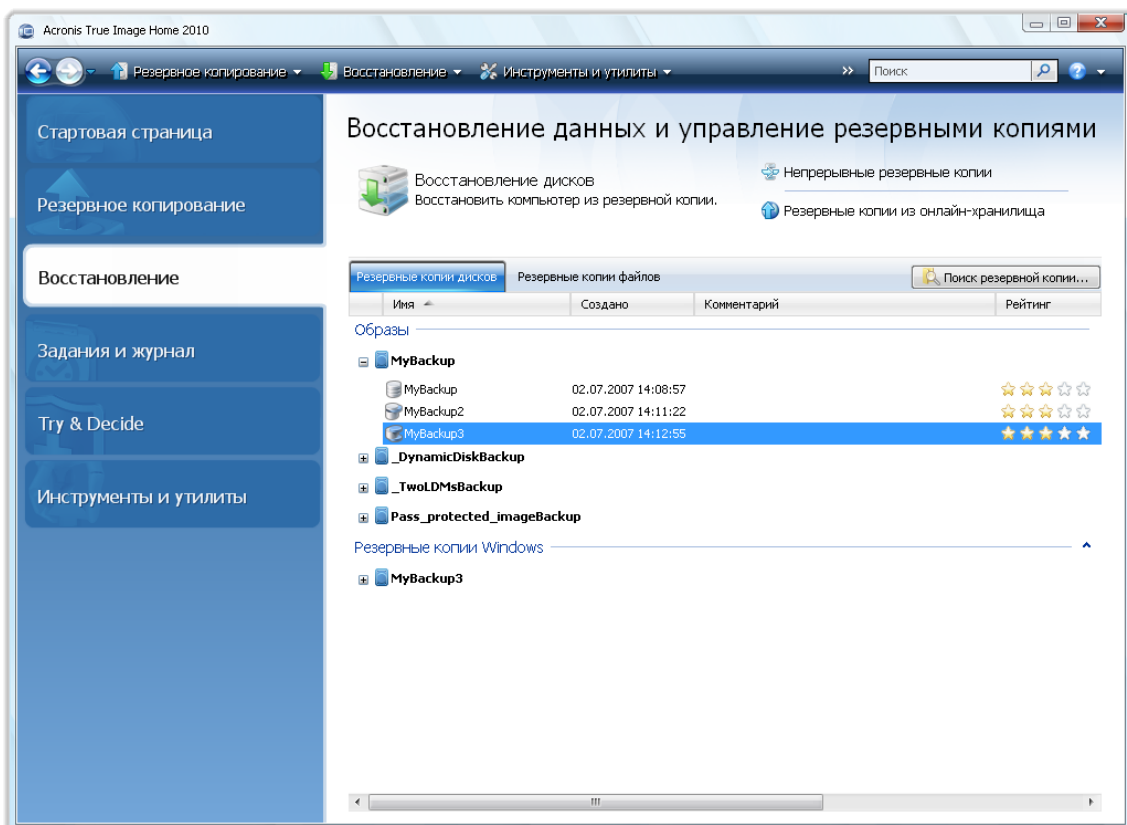 Acronis True Image Home 2010
Резервное копирование Восстановление Инструменты и утилиты » Поиск
Стартовая страница
Резервное копирование
Восстановление
Задания и журнал
Try & Decide
Инструменты и утилиты
Восстановление данных и управление резервными копиями
Восстановление дисков
Восстановить компьютер из резервной копии.
Непрерывные резервные копии
Резервные копии из онлайн-хранилища
Резервные копии дисков Резервные копии файлов Поиск резервной копии...
Имя Создано Комментарий Рейтинг
Образы
MyBackup
MyBackup 02.07.2007 14:08:57
MyBackup2 02.07.2007 14:11:22
MyBackup3 02.07.2007 14:12:55
_DynamicDiskBackup
_TwoLDMsBackup
Pass_protected_imageBackup
Резервные копии Windows
MyBackup3